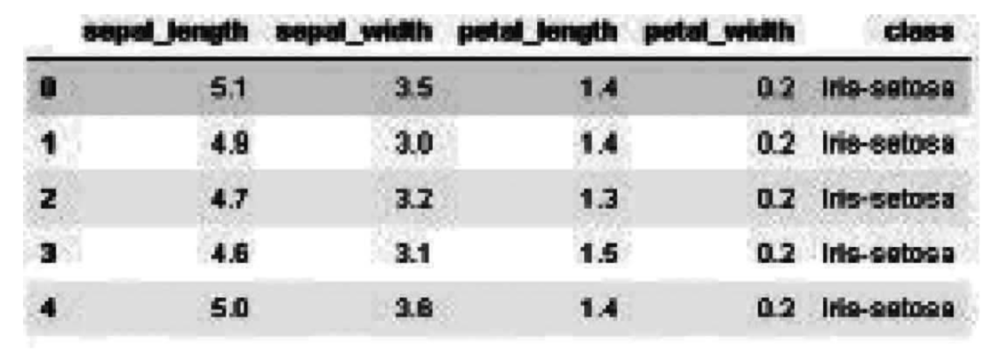 sepal_length sepal_width petal_length petal_width class
0 5.1 3.5 1.4 0.2 Iris-setosa
1 4.9 3.0 1.4 0.2 Iris-setosa
2 4.7 3.2 1.3 0.2 Iris-setosa
3 4.6 3.1 1.5 0.2 Iris-setosa
4 5.0 3.6 1.4 0.2 Iris-setosa